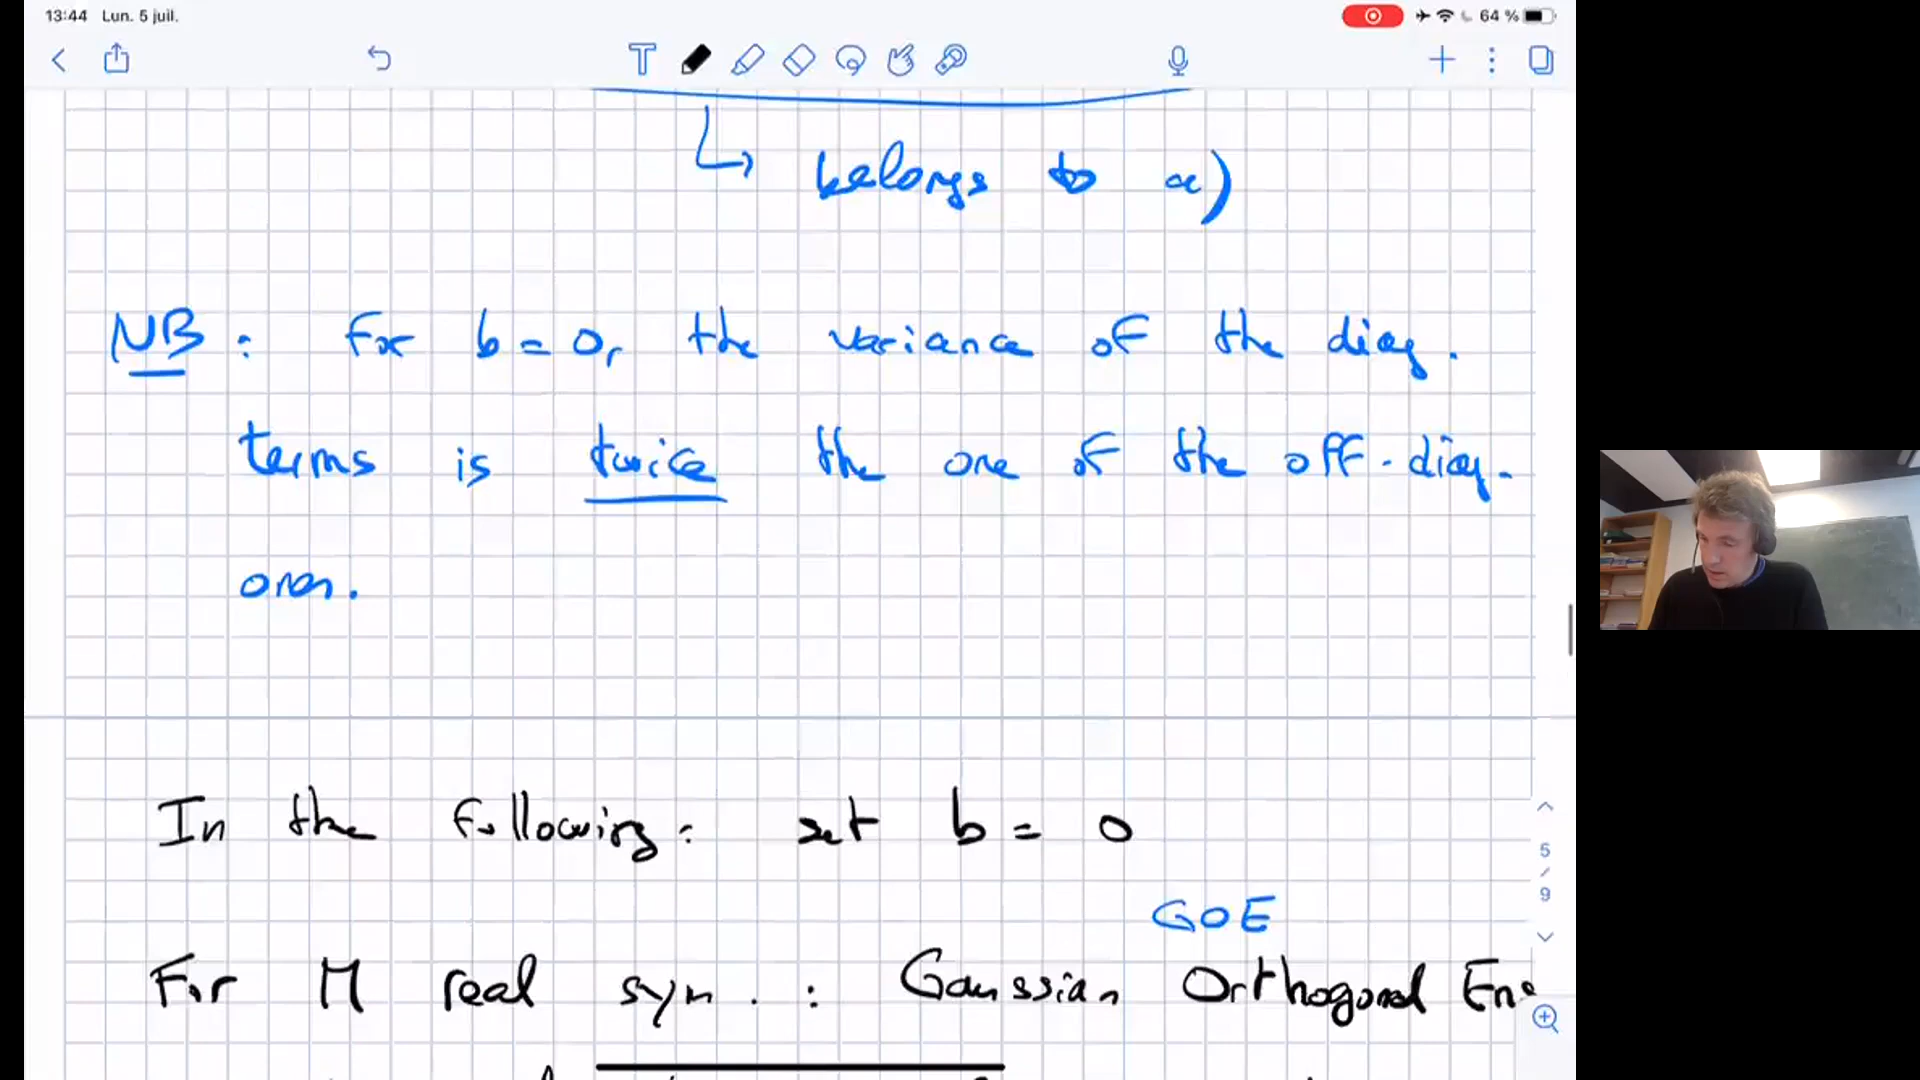 13:44 Lun. 5 juil. 64 %
T
belongs to a)
NB : For b = 0, the variance of the diag.
terms is twice the one of the off-diag.
ones.
In the following : set b = 0
5
/
9
GOE
For M real sym. : Gaussian Orthogonal Ens